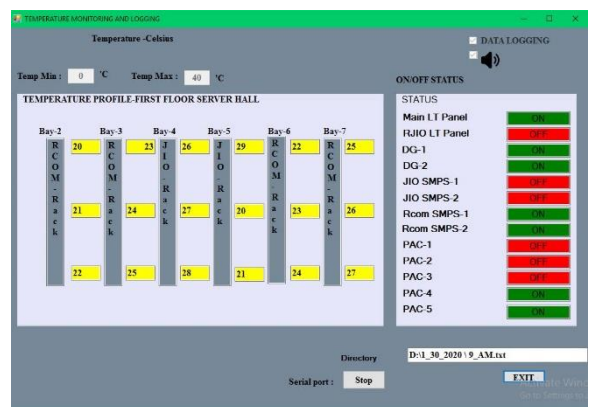 TEMPERATURE MONITORING AND LOGGING
Temperature -Celsius
DATA LOGGING
Temp Min : 0 'C Temp Max : 40 'C
ON/OFF STATUS
TEMPERATURE PROFILE-FIRST FLOOR SERVER HALL
Bay-2 Bay-3 Bay-4 Bay-5 Bay-6 Bay-7
RCOM-Rack RCOM-Rack JIO-Rack JIO-Rack RCOM-Rack RCOM-Rack
20 23 26 29 22 25
21 24 27 20 23 26
22 25 28 21 24 27
STATUS
Main LT Panel ON
RJIO LT Panel OFF
DG-1 ON
DG-2 ON
JIO SMPS-1 OFF
JIO SMPS-2 OFF
Rcom SMPS-1 ON
Rcom SMPS-2 ON
PAC-1 OFF
PAC-2 OFF
PAC-3 OFF
PAC-4 ON
PAC-5 ON
Directory D:\1_30_2020 \ 9_AM.txt
Serial port : Stop
EXIT